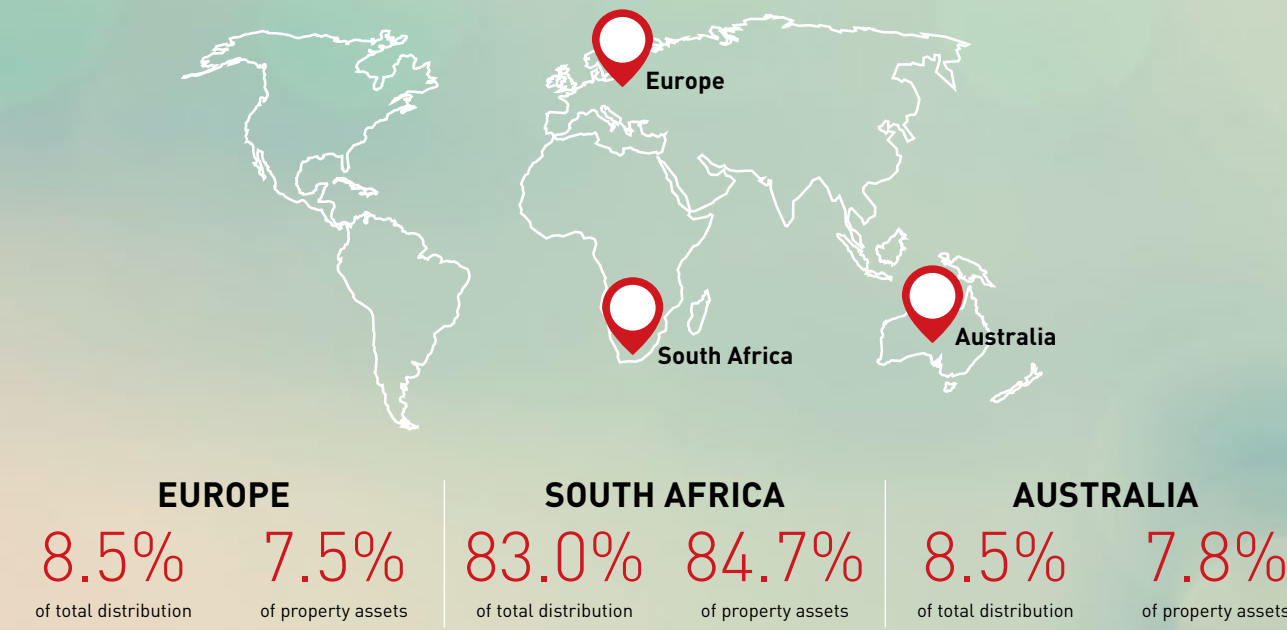 Europe
South Africa
Australia
EUROPE
8.5% 7.5%
of total distribution of property assets
SOUTH AFRICA
83.0% 84.7%
of total distribution of property assets
AUSTRALIA
8.5% 7.8%
of total distribution of property assets